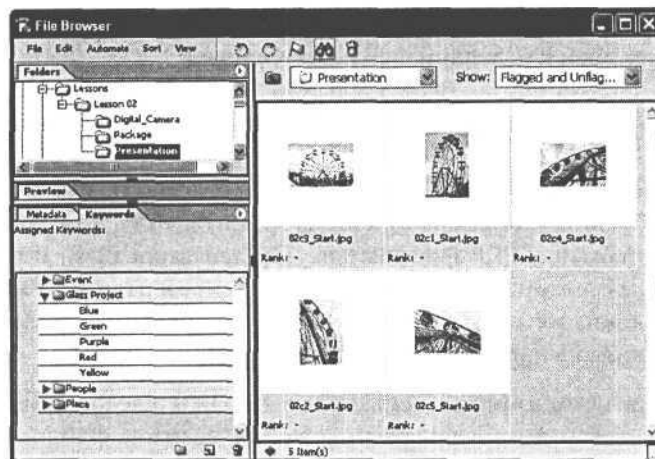 File Browser
File Edit Automate Sort View
Folders
Lessons
Lesson 02
Digital_Camera
Package
Presentation
Preview
Metadata Keywords
Assigned Keywords:
Event
Glass Project
Blue
Green
Purple
Red
Yellow
People
Place
Presentation Show: Flagged and Unflag...
02c3_Start.jpg 02c1_Start.jpg 02c4_Start.jpg
Rank: - Rank: - Rank: -
02c2_Start.jpg 02c5_Start.jpg
Rank: - Rank: -
5 Item(s)